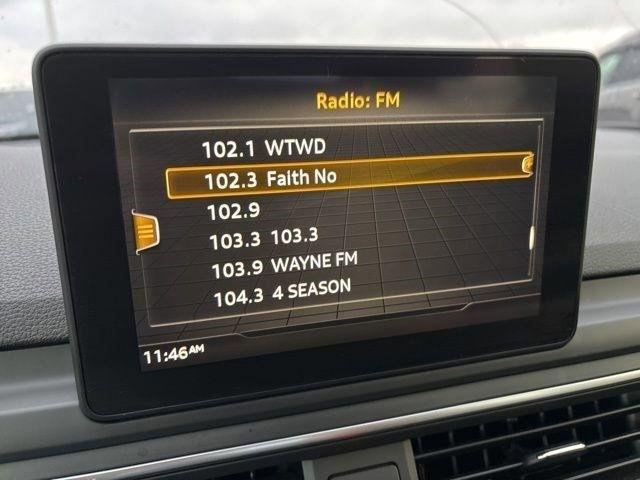 Radio: FM
102.1 WTWD
102.3 Faith No
102.9
103.3 103.3
103.9 WAYNE FM
104.3 4 SEASON
11:46AM